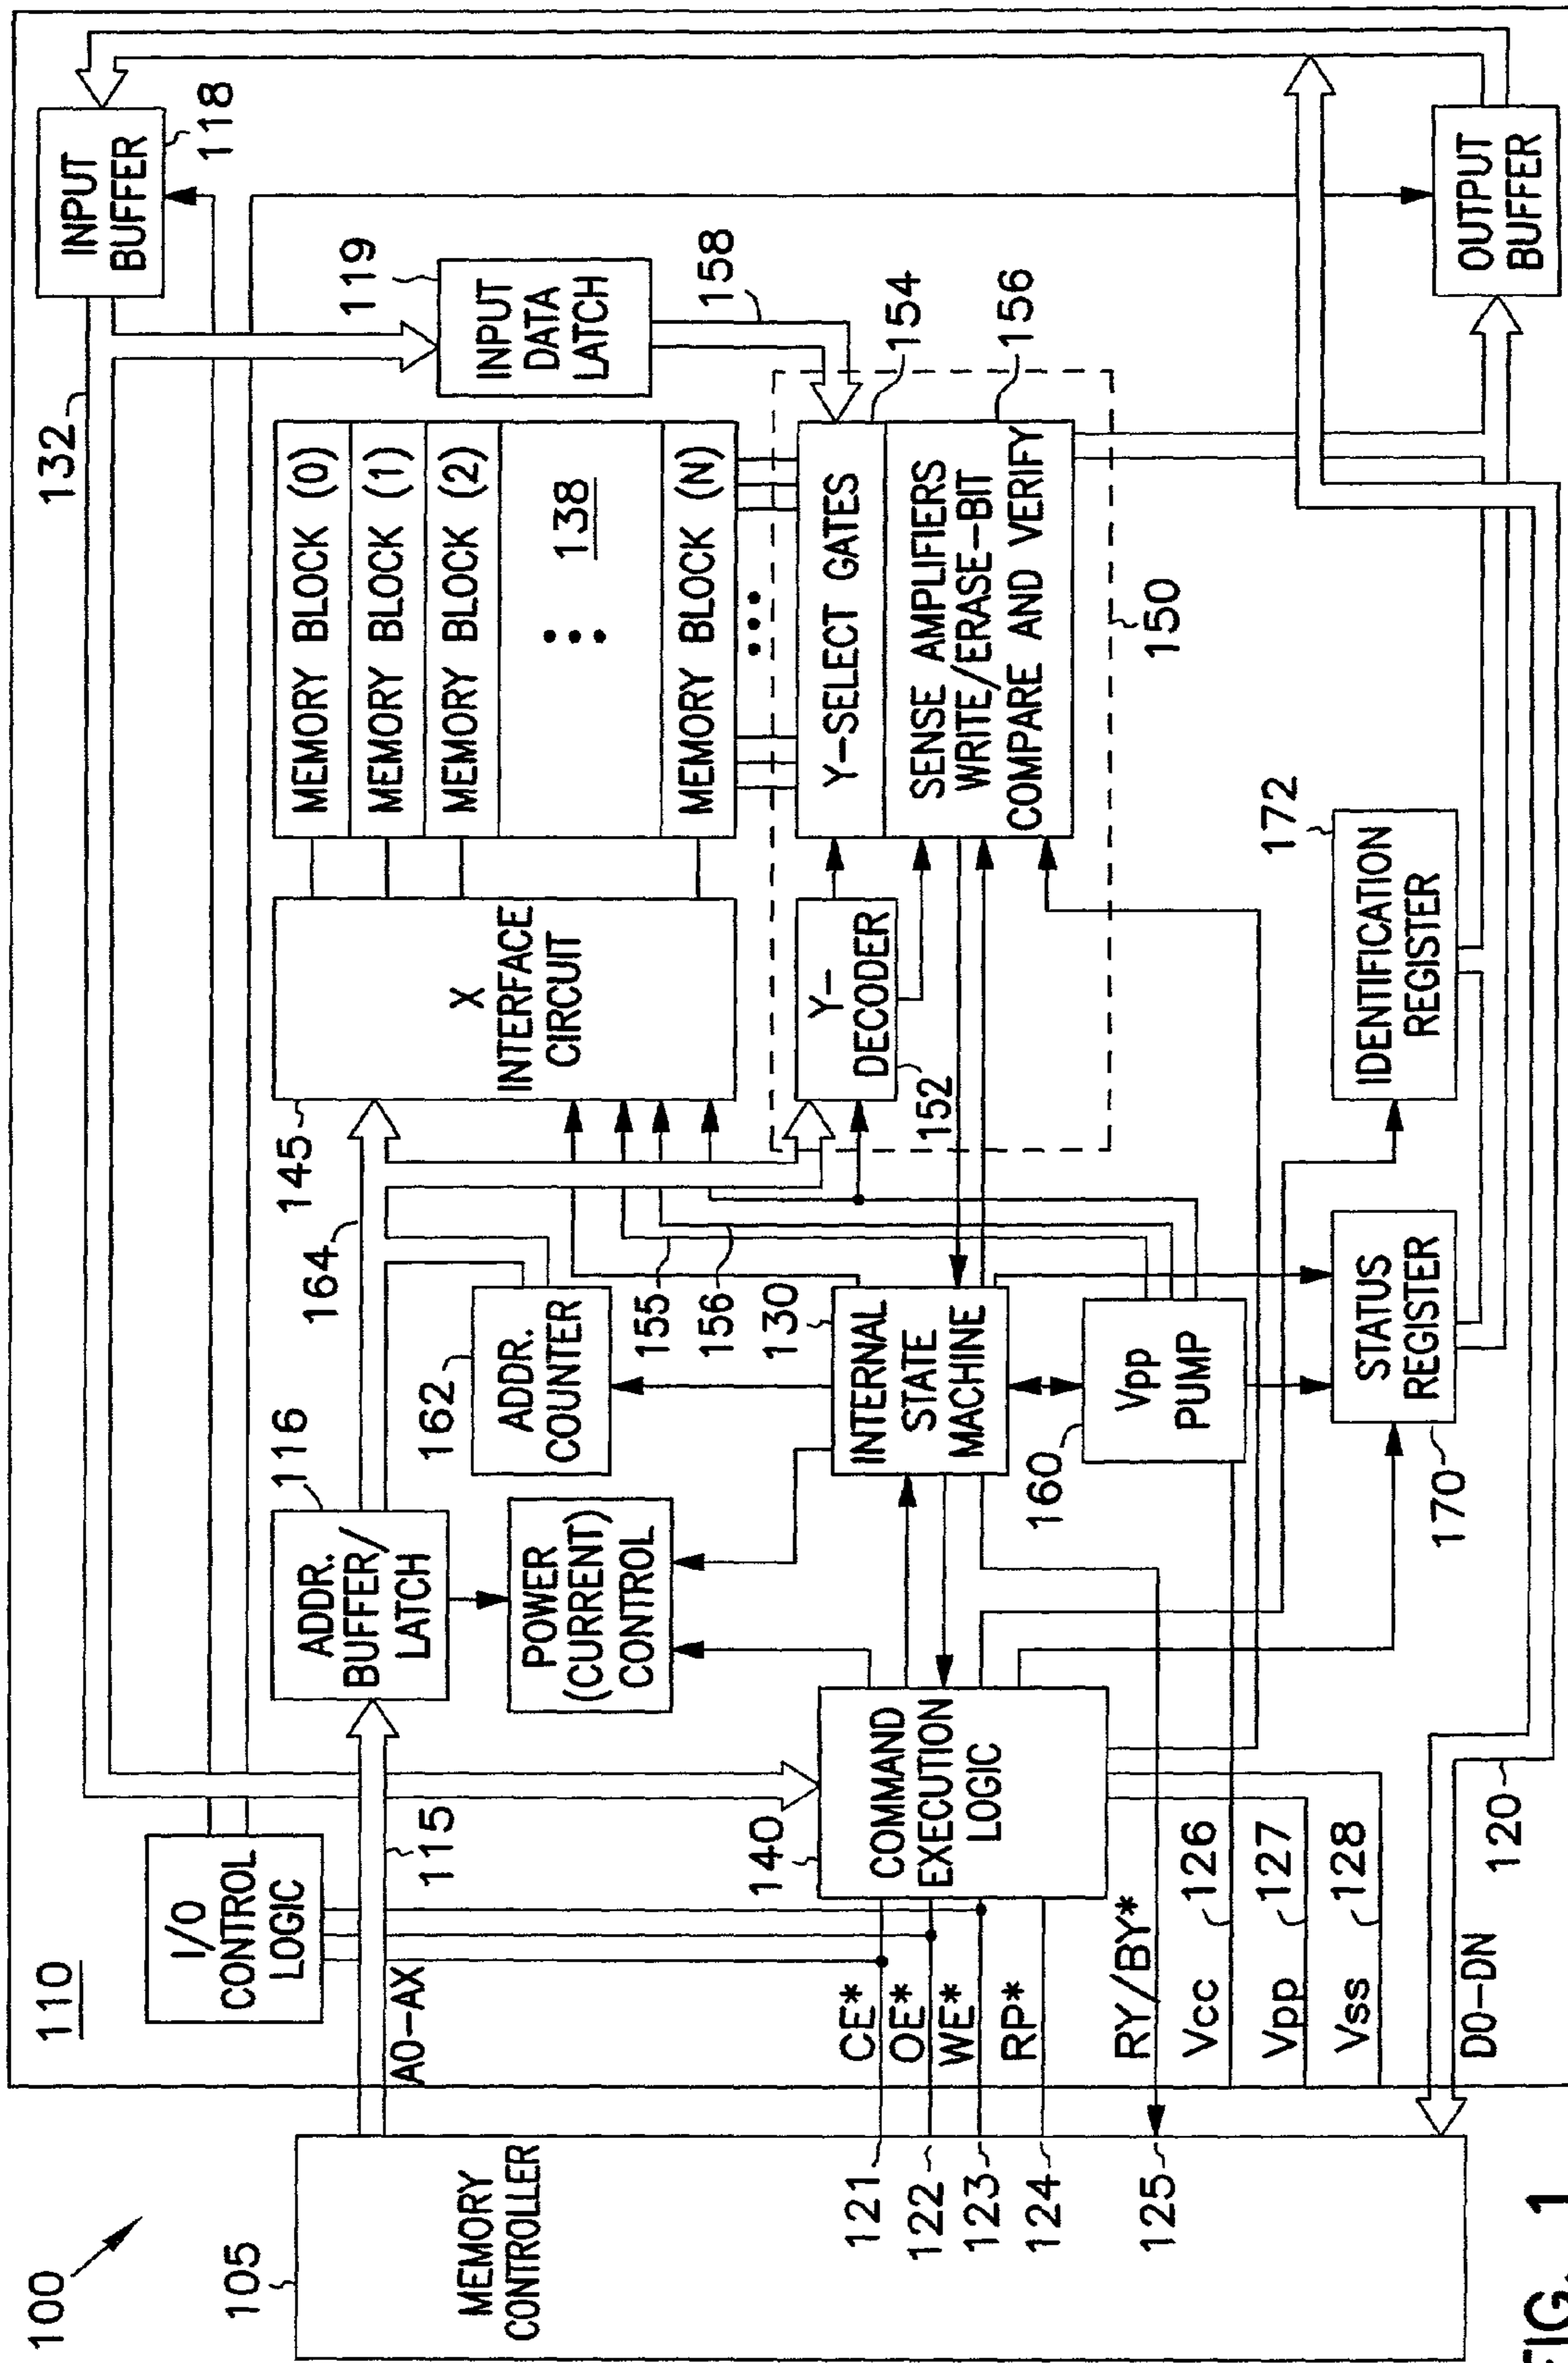 100
105
MEMORY
CONTROLLER
110
I/O
CONTROL
LOGIC
A0-AX
115
ADDR.
BUFFER/
LATCH
116
164
145
X
INTERFACE
CIRCUIT
MEMORY BLOCK (0)
MEMORY BLOCK (1)
MEMORY BLOCK (2)
138
MEMORY BLOCK (N)
132
INPUT
BUFFER
118
119
INPUT
DATA
LATCH
158
POWER
(CURRENT)
CONTROL
162
ADDR.
COUNTER
155
156
130
INTERNAL
STATE
MACHINE
Y-
DECODER
152
Y-SELECT GATES
154
SENSE AMPLIFIERS
WRITE/ERASE-BIT
COMPARE AND VERIFY
156
150
140
COMMAND
EXECUTION
LOGIC
CE*
OE*
WE*
RP*
RY/BY*
121
122
123
124
125
Vcc
126
Vpp
127
Vss
128
160
Vpp
PUMP
STATUS
REGISTER
170
IDENTIFICATION
REGISTER
172
OUTPUT
BUFFER
D0-DN
120
FIG. 1